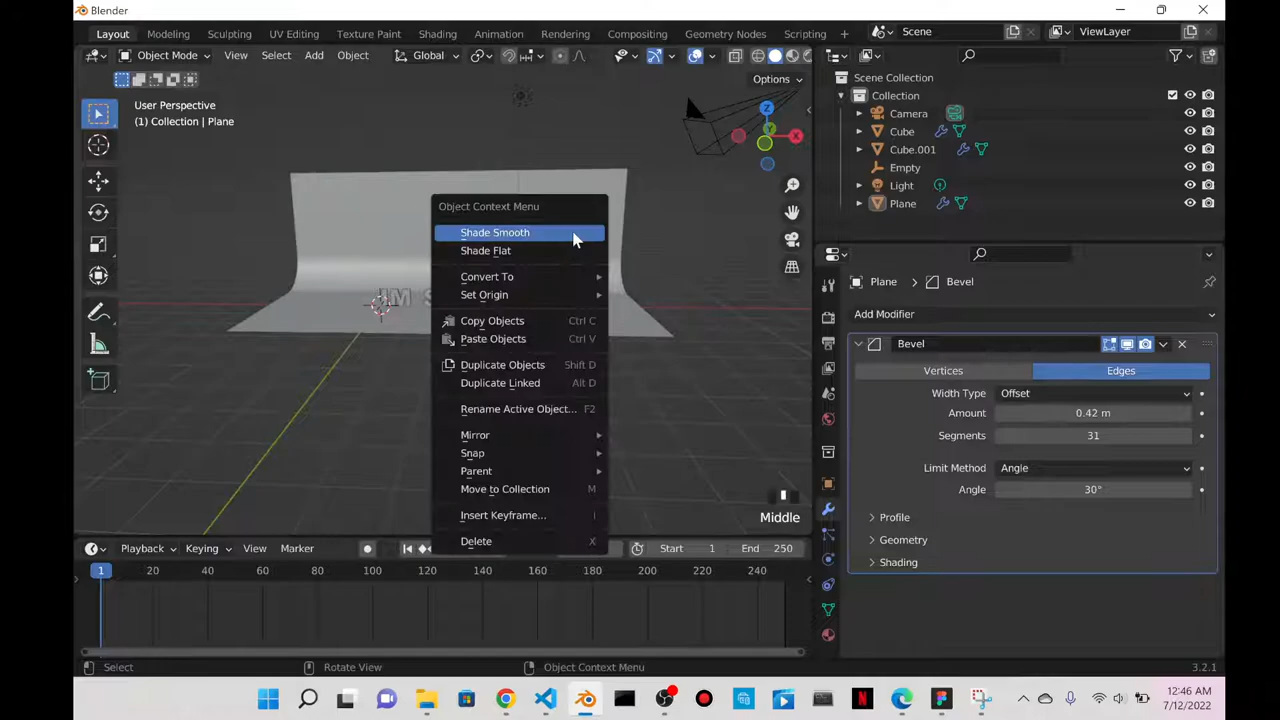 Blender
Layout Modeling Sculpting UV Editing Texture Paint Shading Animation Rendering Compositing Geometry Nodes Scripting + Scene ViewLayer
Object Mode View Select Add Object Global
Options
User Perspective
(1) Collection | Plane
Z
X
Scene Collection
Collection
Camera
Cube
Cube.001
Empty
Light
Plane
Object Context Menu
Shade Smooth
Shade Flat
Convert To
Set Origin
Copy Objects Ctrl C
Paste Objects Ctrl V
Duplicate Objects Shift D
Duplicate Linked Alt D
Rename Active Object... F2
Mirror
Snap
Parent
Move to Collection M
Insert Keyframe... I
Delete X
IM S
Middle
Plane Bevel
Add Modifier
Bevel
Vertices Edges
Width Type Offset
Amount 0.42 m
Segments 31
Limit Method Angle
Angle 30°
Profile
Geometry
Shading
Playback Keying View Marker Start 1 End 250
1 20 40 60 80 100 120 140 160 180 200 220 240
Select Rotate View Object Context Menu 3.2.1
12:46 AM
7/12/2022